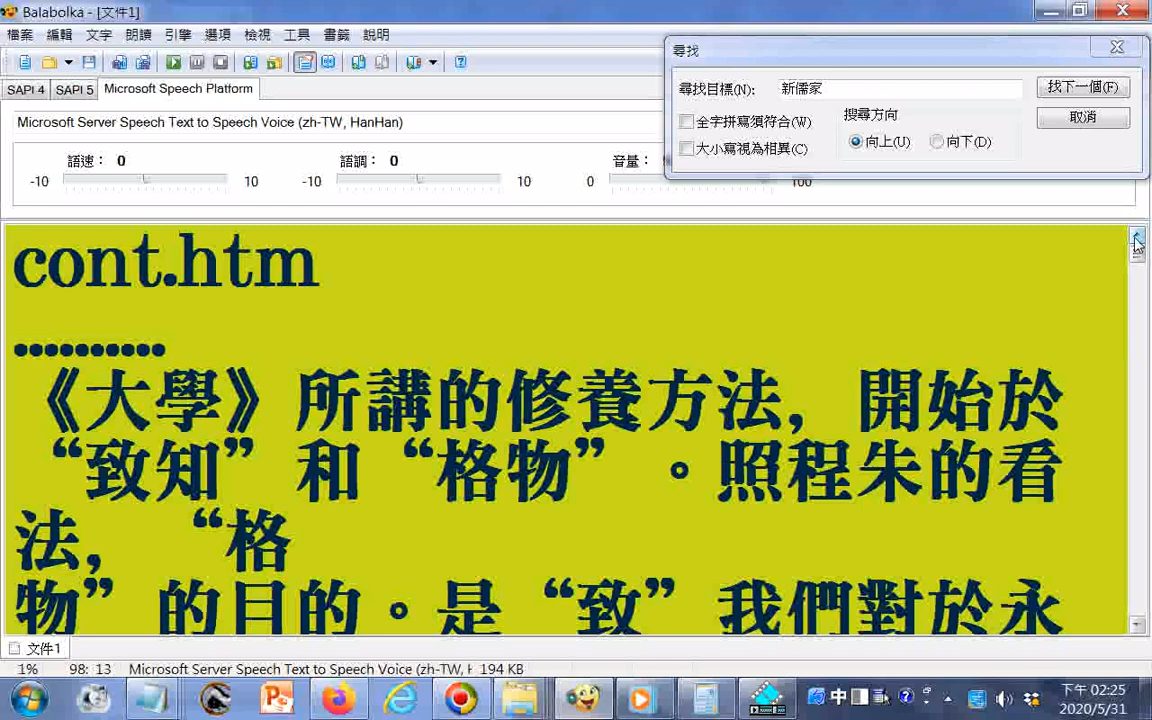 Balabolka - [文件1]
檔案 編輯 文字 朗讀 引擎 選項 檢視 工具 書籤 說明
尋找
尋找目標(N): 新儒家 找下一個(F)
全字拼寫須符合(W) 搜尋方向 取消
大小寫視為相異(C) 向上(U) 向下(D)
SAPI 4 SAPI 5 Microsoft Speech Platform
Microsoft Server Speech Text to Speech Voice (zh-TW, HanHan)
語速: 0 語調: 0 音量:
-10 10 -10 10 0 100
cont.htm
..........
《大學》所講的修養方法，開始於
“致知”和“格物”。照程朱的看
法，“格
物”的目的。是“致”我們對於永
文件1
1% 98: 13 Microsoft Server Speech Text to Speech Voice (zh-TW, H 194 KB
中 下午 02:25
2020/5/31